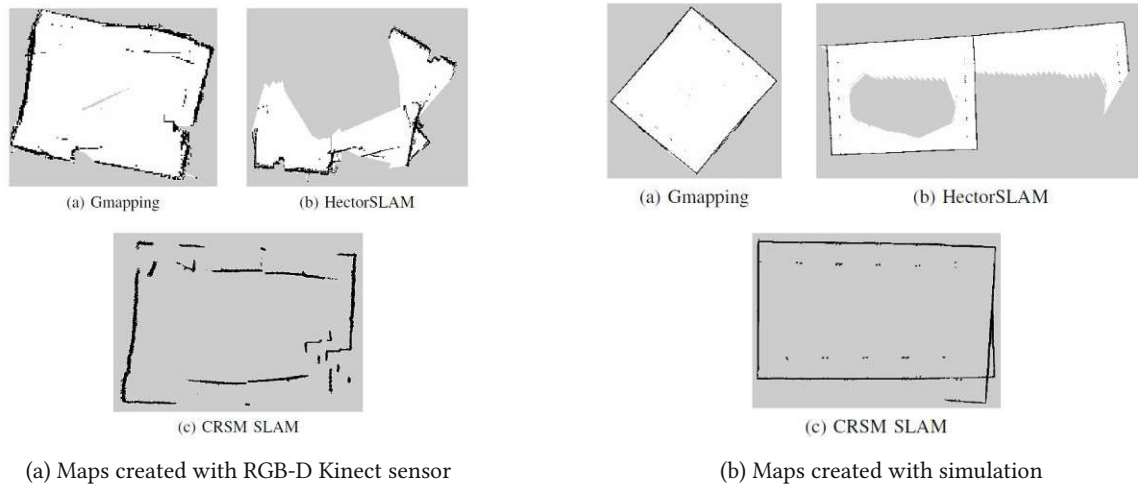 (a) Gmapping
(b) HectorSLAM
(c) CRSM SLAM
(a) Maps created with RGB-D Kinect sensor
(a) Gmapping
(b) HectorSLAM
(c) CRSM SLAM
(b) Maps created with simulation